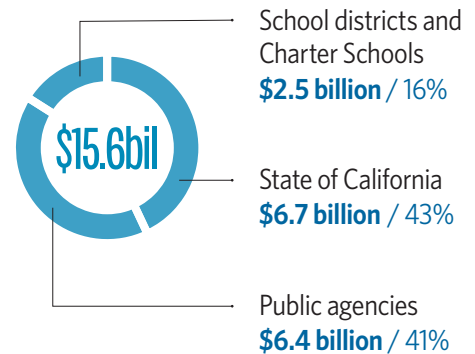 School districts and
Charter Schools
$2.5 billion / 16%
$15.6bil
State of California
$6.7 billion / 43%
Public agencies
$6.4 billion / 41%